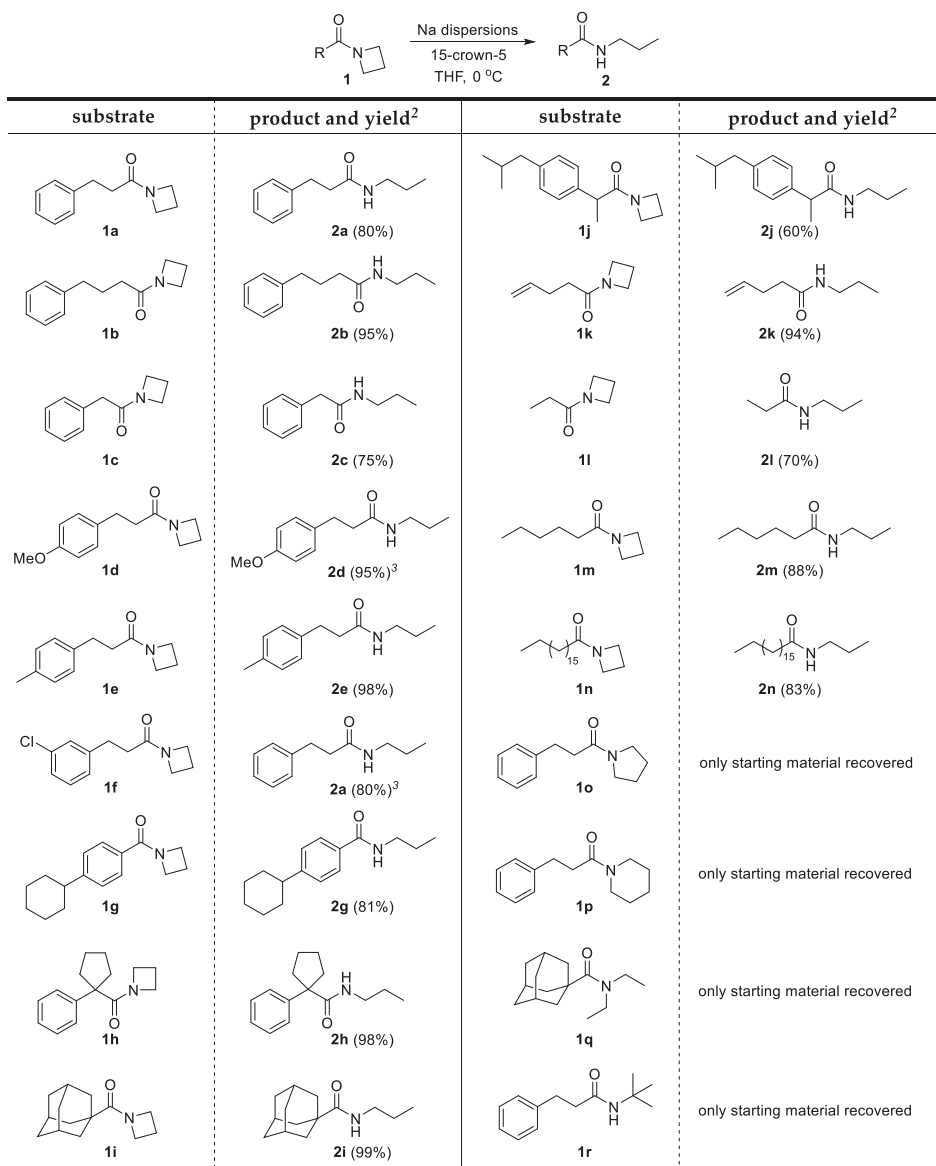 O
R N
1
Na dispersions
15-crown-5
THF, 0 °C
O
R N
H
2
substrate product and yield2 substrate product and yield2
O
N
1a
O
N
H
2a (80%)
O
N
1j
O
N
H
2j (60%)
N
O
1b
H
N
O
2b (95%)
N
O
1k
H
N
O
2k (94%)
N
O
1c
H
N
O
2c (75%)
N
O
1l
O
N
H
2l (70%)
O
N
MeO
1d
O
N
H
MeO
2d (95%)3
O
N
1m
O
N
H
2m (88%)
O
N
1e
O
N
H
2e (98%)
O
( )15 N
1n
O
( )15 N
H
2n (83%)
Cl
O
N
1f
O
N
H
2a (80%)3
O
N
1o
only starting material recovered
O
N
1g
O
N
H
2g (81%)
O
N
1p
only starting material recovered
N
O
1h
H
N
O
2h (98%)
O
N
1q
only starting material recovered
O
N
1i
O
N
H
2i (99%)
O
N
H
1r
only starting material recovered